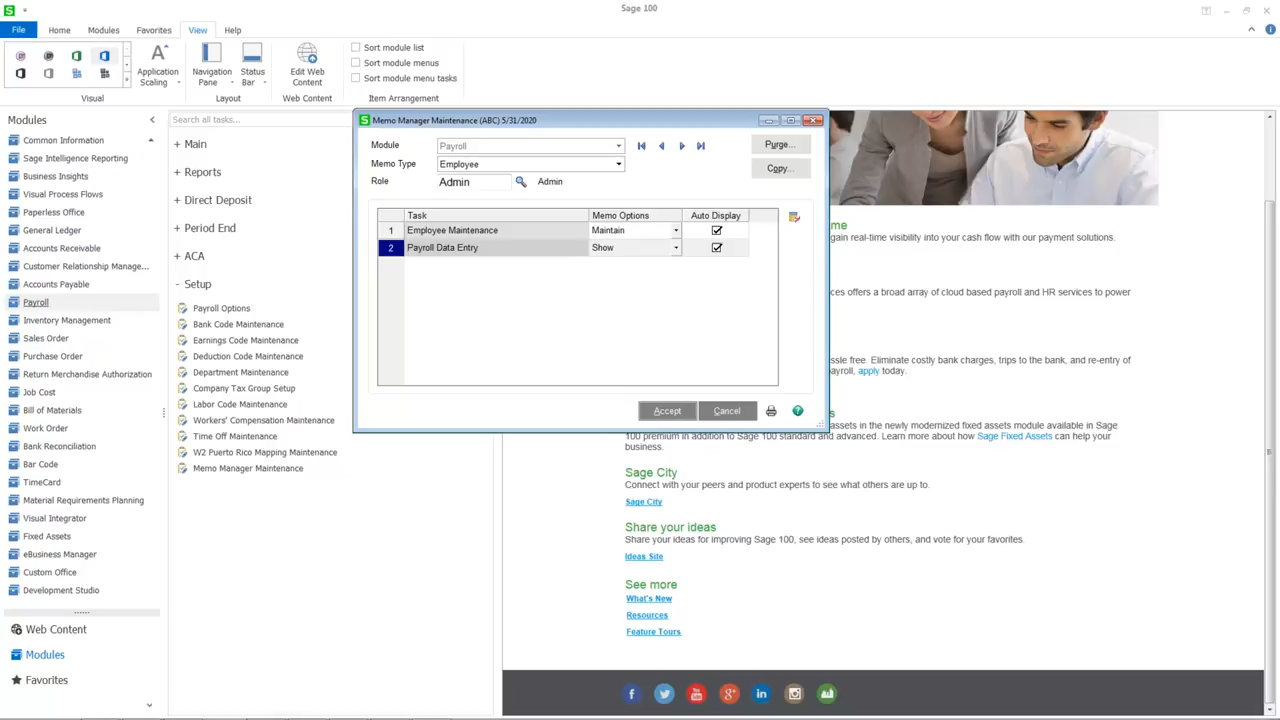 Sage 100
File Home Modules Favorites View Help
Sort module list
Sort module menus
Sort module menu tasks
Application Scaling
Navigation Pane
Status Bar
Edit Web Content
Visual Layout Web Content Item Arrangement
Modules
Common Information
Sage Intelligence Reporting
Business Insights
Visual Process Flows
Paperless Office
General Ledger
Accounts Receivable
Customer Relationship Manage...
Accounts Payable
Payroll
Inventory Management
Sales Order
Purchase Order
Return Merchandise Authorization
Job Cost
Bill of Materials
Work Order
Bank Reconciliation
Bar Code
TimeCard
Material Requirements Planning
Visual Integrator
Fixed Assets
eBusiness Manager
Custom Office
Development Studio
Web Content
Modules
Favorites
Search all tasks...
+ Main
+ Reports
+ Direct Deposit
+ Period End
+ ACA
- Setup
Payroll Options
Bank Code Maintenance
Earnings Code Maintenance
Deduction Code Maintenance
Department Maintenance
Company Tax Group Setup
Labor Code Maintenance
Workers' Compensation Maintenance
Time Off Maintenance
W2 Puerto Rico Mapping Maintenance
Memo Manager Maintenance
S Memo Manager Maintenance (ABC) 5/31/2020
Module Payroll
Memo Type Employee
Role Admin Admin
Purge...
Copy...
Task Memo Options Auto Display
1 Employee Maintenance Maintain
2 Payroll Data Entry Show
Accept Cancel
me
gain real-time visibility into your cash flow with our payment solutions.
ices offers a broad array of cloud based payroll and HR services to power
ssle free. Eliminate costly bank charges, trips to the bank, and re-entry of
ayroll, apply today.
s
assets in the newly modernized fixed assets module available in Sage
100 premium in addition to Sage 100 standard and advanced. Learn more about how Sage Fixed Assets can help your
business.
Sage City
Connect with your peers and product experts to see what others are up to.
Sage City
Share your ideas
Share your ideas for improving Sage 100, see ideas posted by others, and vote for your favorites.
Ideas Site
See more
What's New
Resources
Feature Tours